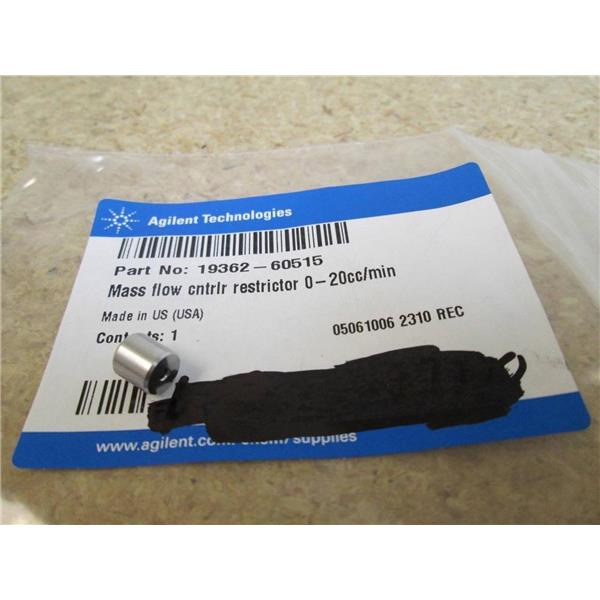 Agilent Technologies
Part No: 19362-60515
Mass flow cntrlr restrictor 0-20cc/min
Made in US (USA)
05061006 2310 REC
1
www.agilent.com
/supplies